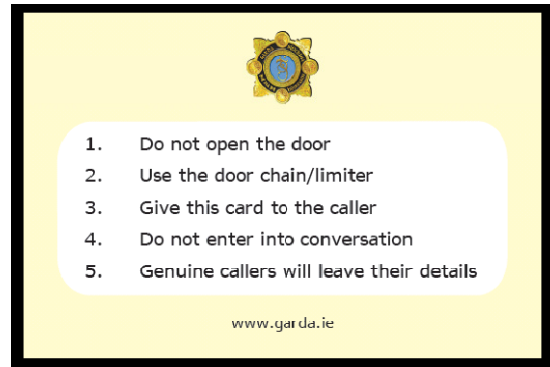 1. Do not open the door
2. Use the door chain/limiter
3. Give this card to the caller
4. Do not enter into conversation
5. Genuine callers will leave their details
www.garda.ie